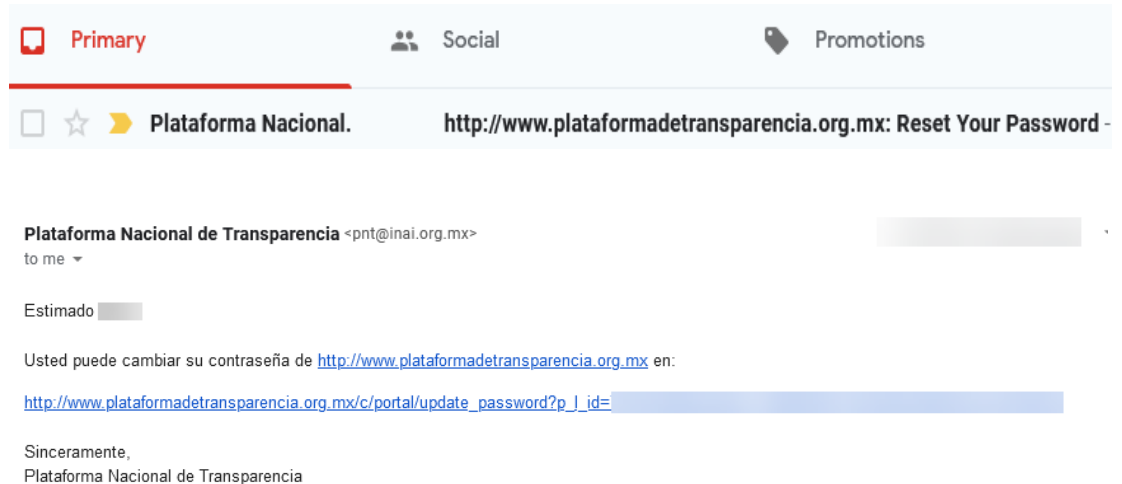 Primary
Social
Promotions
Plataforma Nacional. http://www.plataformadetransparencia.org.mx: Reset Your Password -
Plataforma Nacional de Transparencia <pnt@inai.org.mx>
to me
Estimado
Usted puede cambiar su contraseña de http://www.plataformadetransparencia.org.mx en:
http://www.plataformadetransparencia.org.mx/c/portal/update_password?p_l_id=
Sinceramente,
Plataforma Nacional de Transparencia